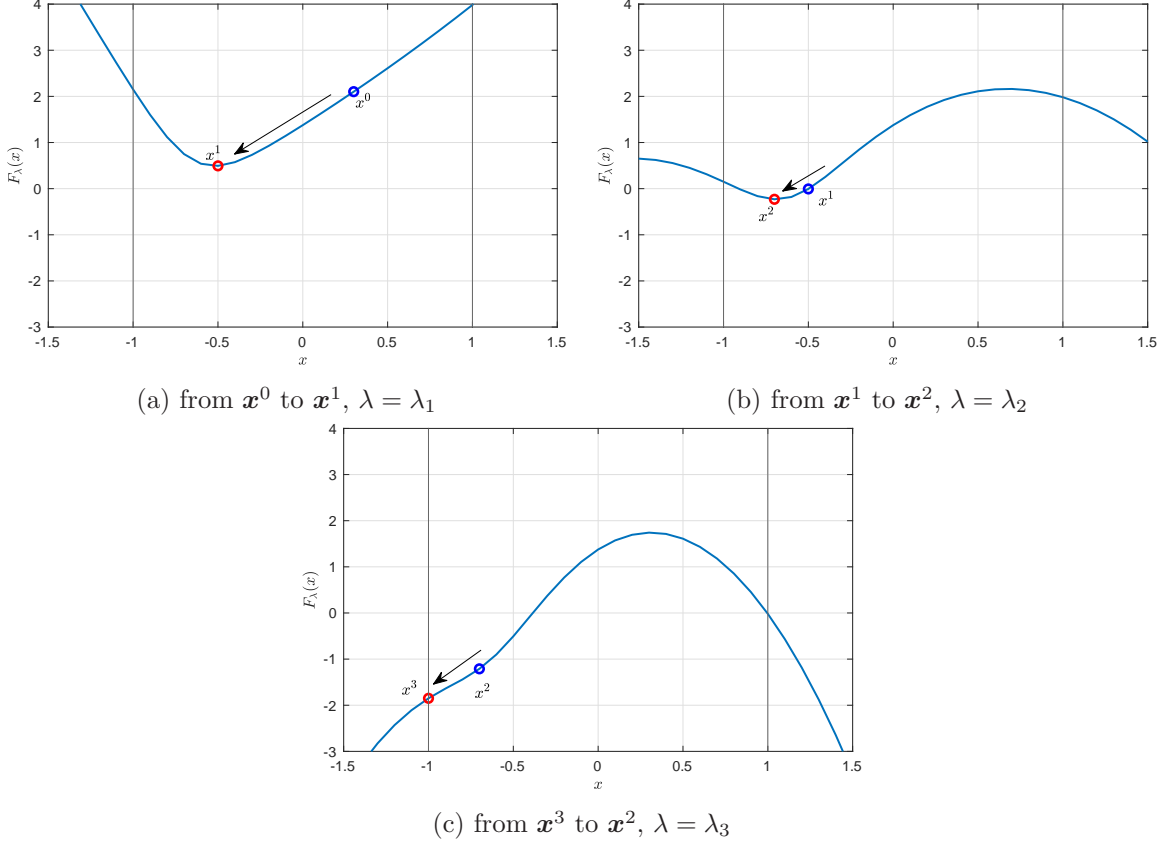 4
3
2
1
0
-1
-2
-3
-1.5 -1 -0.5 0 0.5 1 1.5
x
F_λ(x)
x^0
x^1
(a) from x^0 to x^1, λ = λ_1
4
3
2
1
0
-1
-2
-3
-1.5 -1 -0.5 0 0.5 1 1.5
x
F_λ(x)
x^2
x^1
(b) from x^1 to x^2, λ = λ_2
4
3
2
1
0
-1
-2
-3
-1.5 -1 -0.5 0 0.5 1 1.5
x
F_λ(x)
x^3
x^2
(c) from x^3 to x^2, λ = λ_3